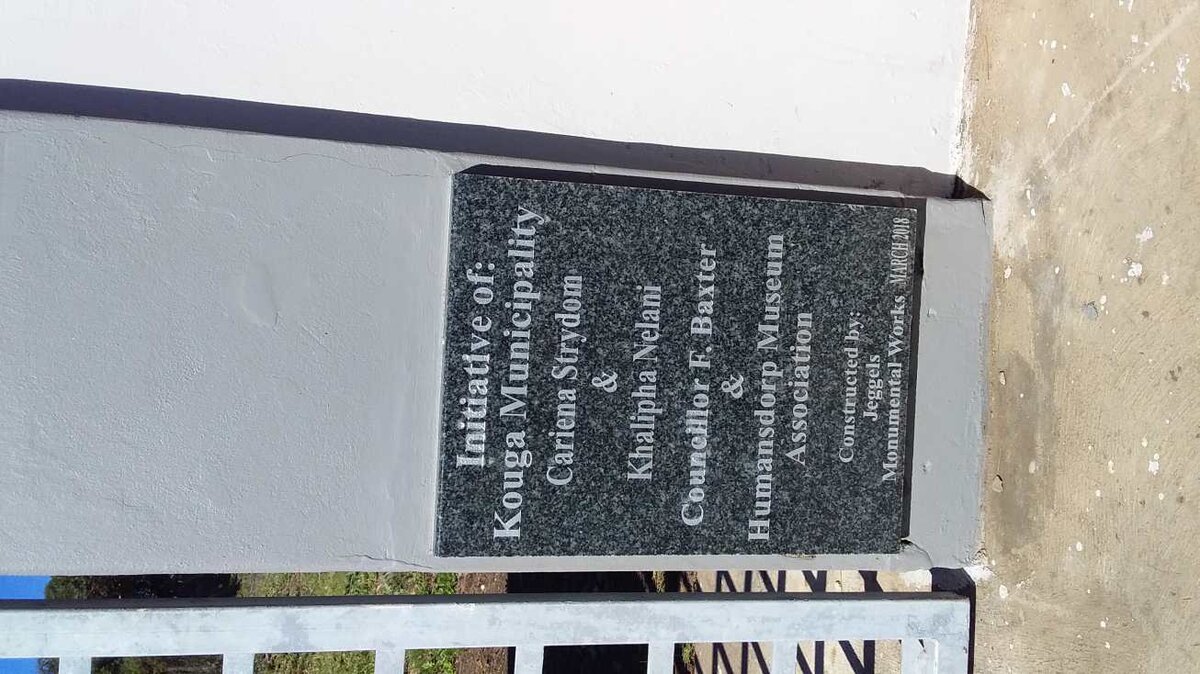 Initiative of:
Kouga Municipality
Cariena Strydom
&
Khalipha Nelani
Councillor F. Baxter
&
Humansdorp Museum
Association
Constructed by:
Jeggels
Monumental Works MARCH 2018